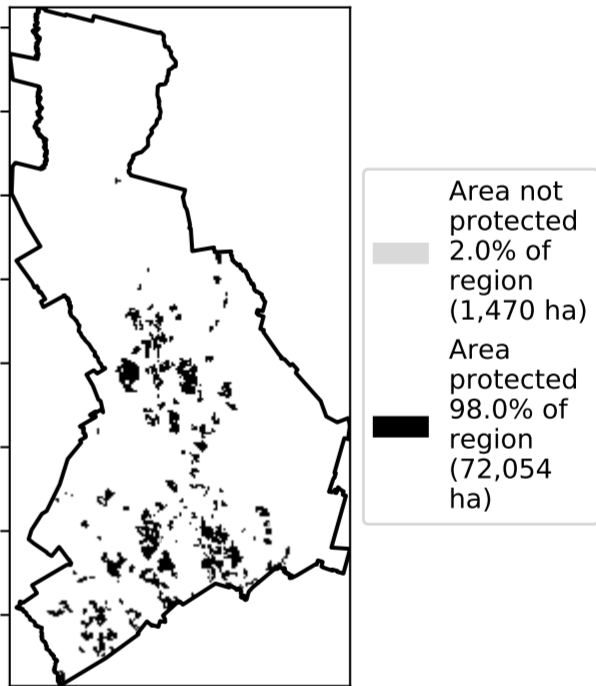 Area not
protected
2.0% of
region
(1,470 ha)
Area
protected
98.0% of
region
(72,054
ha)